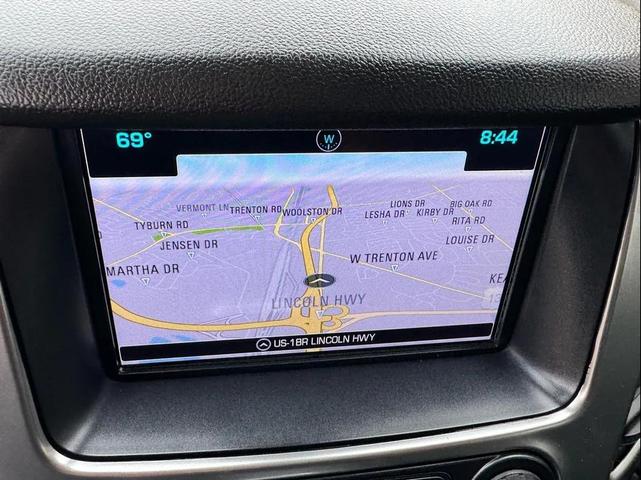 69°
W
8:44
VERMONT LN
TRENTON RD
WOOLSTON DR
LIONS DR
BIG OAK RD
LESHA DR
KIRBY DR
TYBURN RD
RITA RD
JENSEN DR
LOUISE DR
MARTHA DR
W TRENTON AVE
LINCOLN HWY
US-1BR LINCOLN HWY